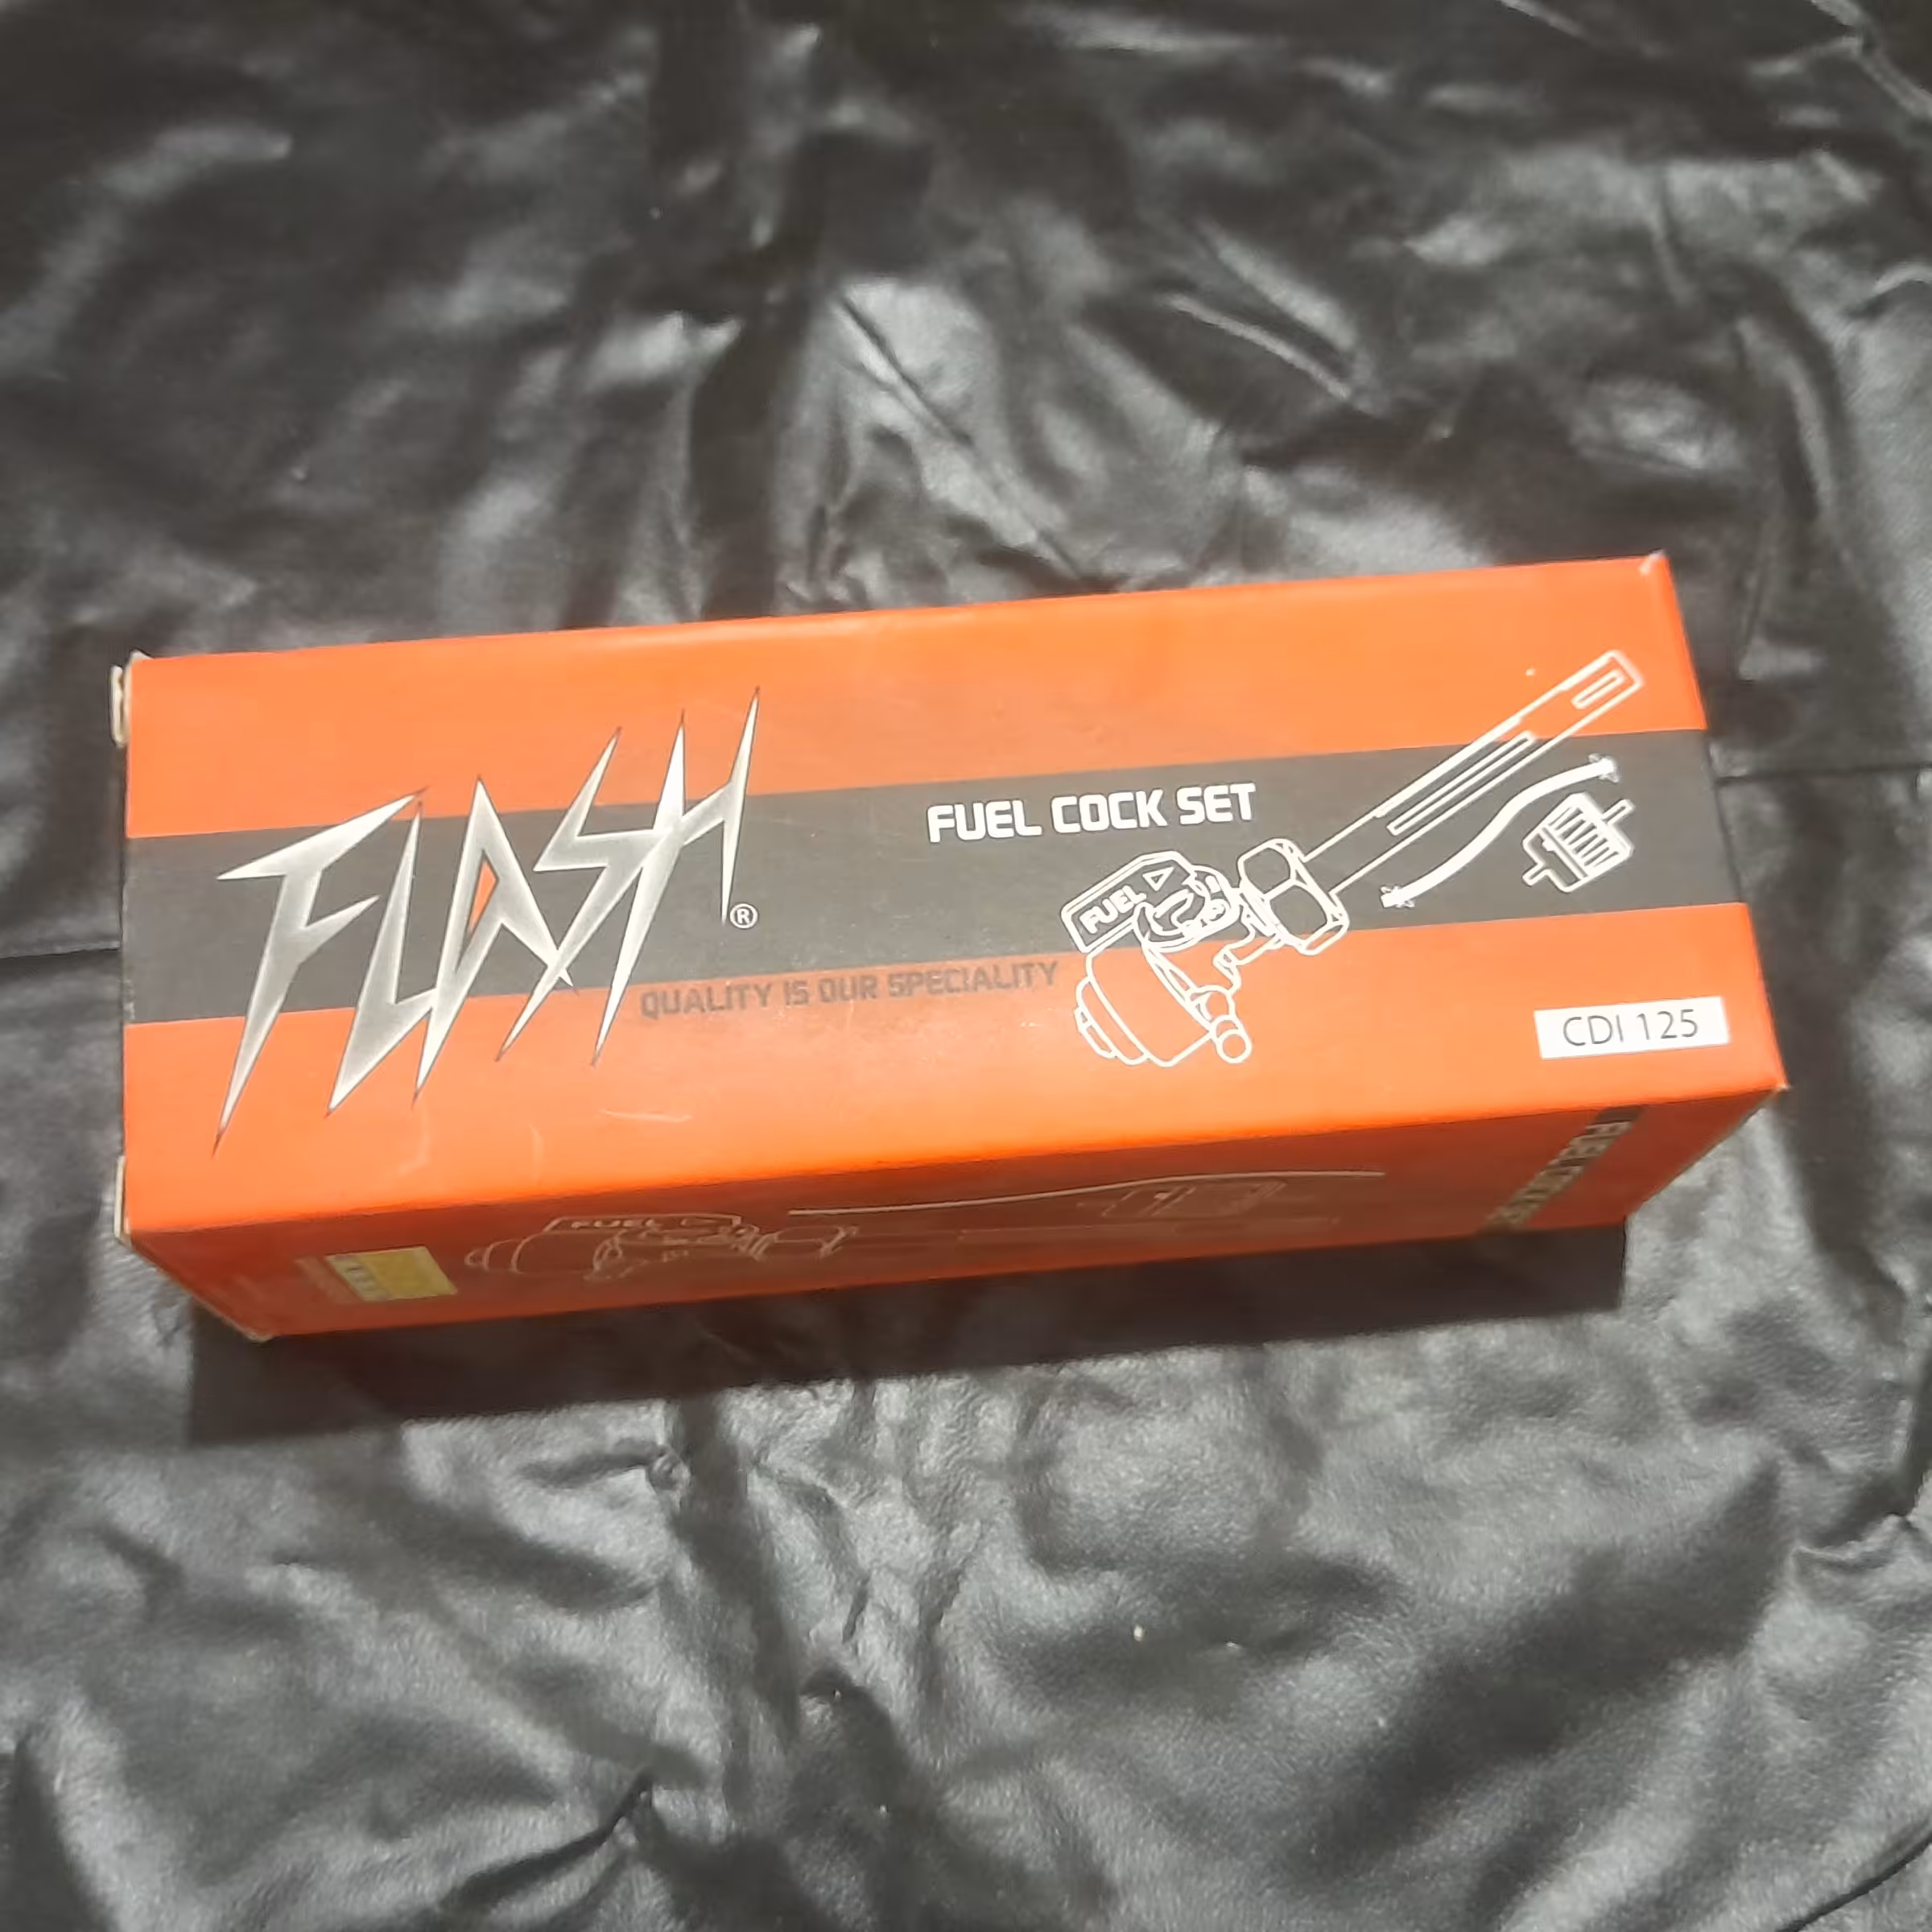 FLASH®
FUEL COCK SET
FUEL
QUALITY IS OUR SPECIALITY
CDI 125
FUEL